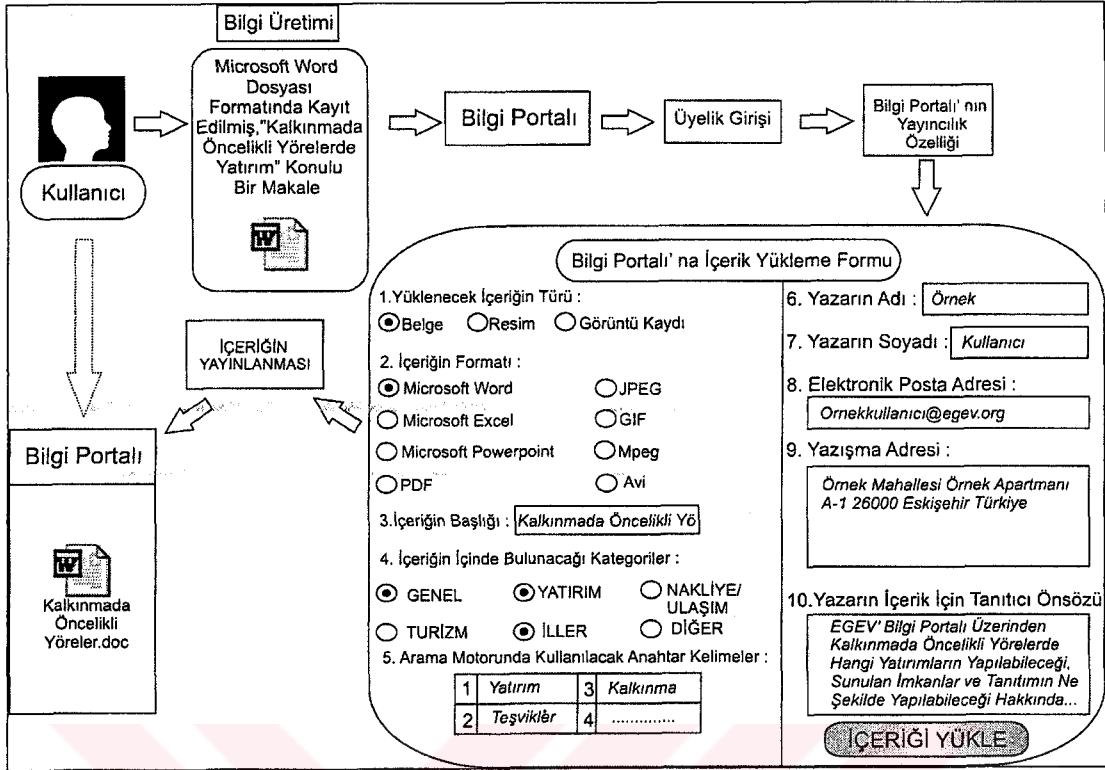 Bilgi Üretimi
Microsoft Word
Dosyası
Formatında Kayıt
Edilmiş,"Kalkınmada
Öncelikli Yörelerde
Yatırım" Konulu
Bir Makale
Kullanıcı
Bilgi Portalı
Üyelik Girişi
Bilgi Portalı' nın
Yayıncılık
Özelliği
Bilgi Portalı' na İçerik Yükleme Formu
1.Yüklenecek İçeriğin Türü :
Belge Resim Görüntü Kaydı
2. İçeriğin Formatı :
Microsoft Word JPEG
Microsoft Excel GIF
Microsoft Powerpoint Mpeg
PDF Avi
3.İçeriğin Başlığı : Kalkınmada Öncelikli Yö
4. İçeriğin İçinde Bulunacağı Kategoriler :
GENEL YATIRIM NAKLİYE/
ULAŞIM
TURİZM İLLER DİĞER
5. Arama Motorunda Kullanılacak Anahtar Kelimeler :
1 Yatırım 3 Kalkınma
2 Teşvikler 4 ..............
6. Yazarın Adı : Örnek
7. Yazarın Soyadı : Kullanıcı
8. Elektronik Posta Adresi :
Ornekkullanıcı@egev.org
9. Yazışma Adresi :
Örnek Mahallesi Örnek Apartmanı
A-1 26000 Eskişehir Türkiye
10.Yazarın İçerik İçin Tanıtıcı Önsözü
EGEV' Bilgi Portalı Üzerinden
Kalkınmada Öncelikli Yörelerde
Hangi Yatırımların Yapılabileceği,
Sunulan İmkanlar ve Tanıtımın Ne
Şekilde Yapılabileceği Hakkında...
İÇERİĞİ YÜKLE
İÇERİĞİN
YAYINLANMASI
Bilgi Portalı
W
Kalkınmada
Öncelikli
Yöreler.doc